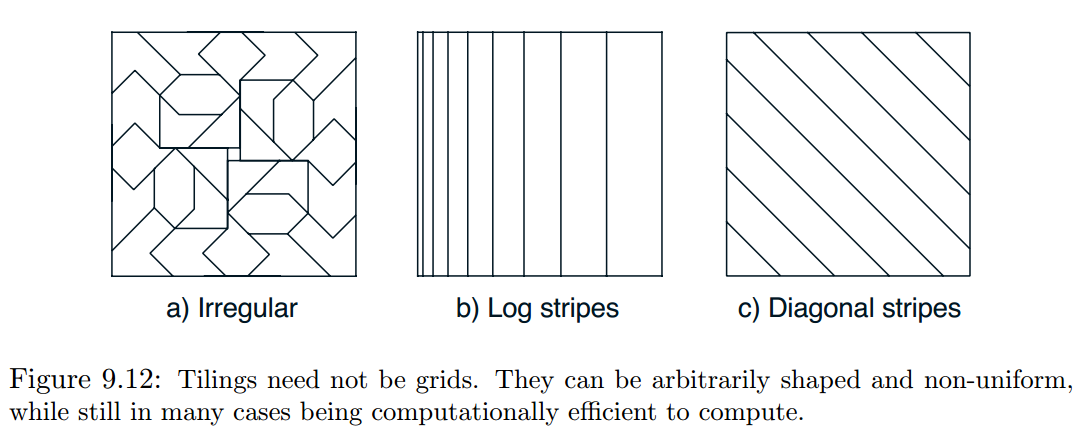 a) Irregular b) Log stripes c) Diagonal stripes
Figure 9.12: Tilings need not be grids. They can be arbitrarily shaped and non-uniform,
while still in many cases being computationally efficient to compute.